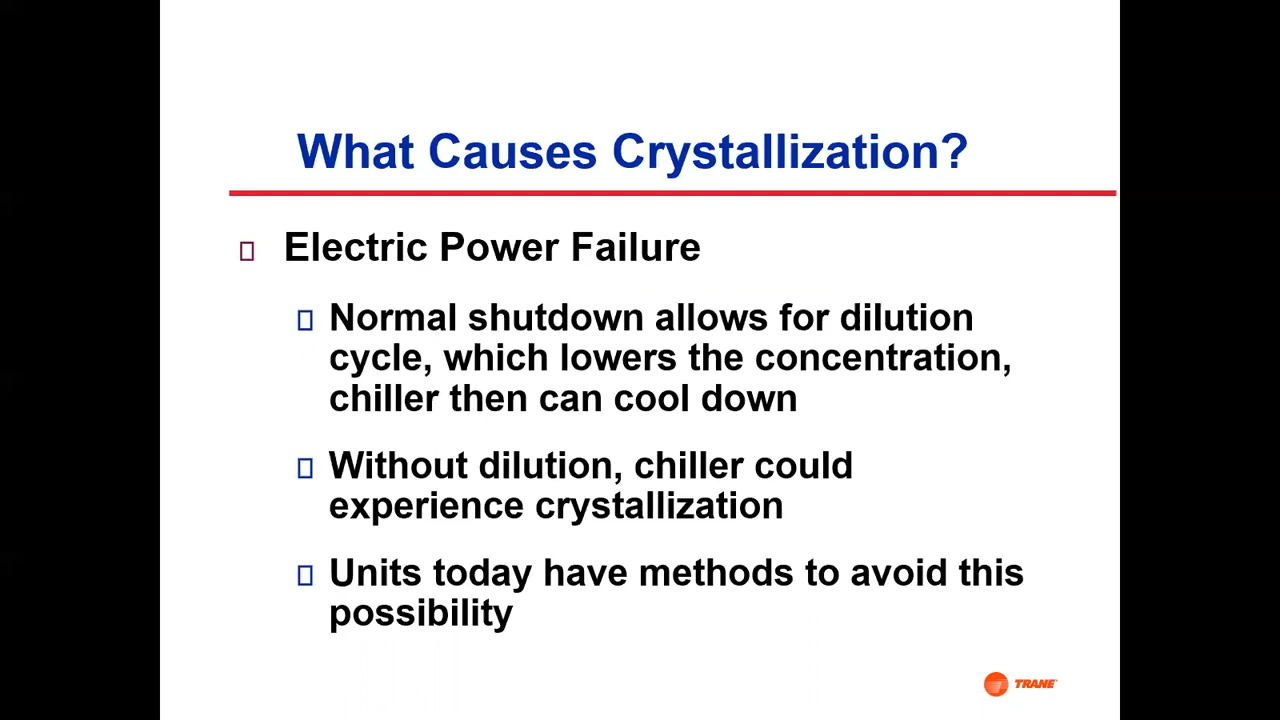 What Causes Crystallization?
Electric Power Failure
Normal shutdown allows for dilution
cycle, which lowers the concentration,
chiller then can cool down
Without dilution, chiller could
experience crystallization
Units today have methods to avoid this
possibility
TRANE